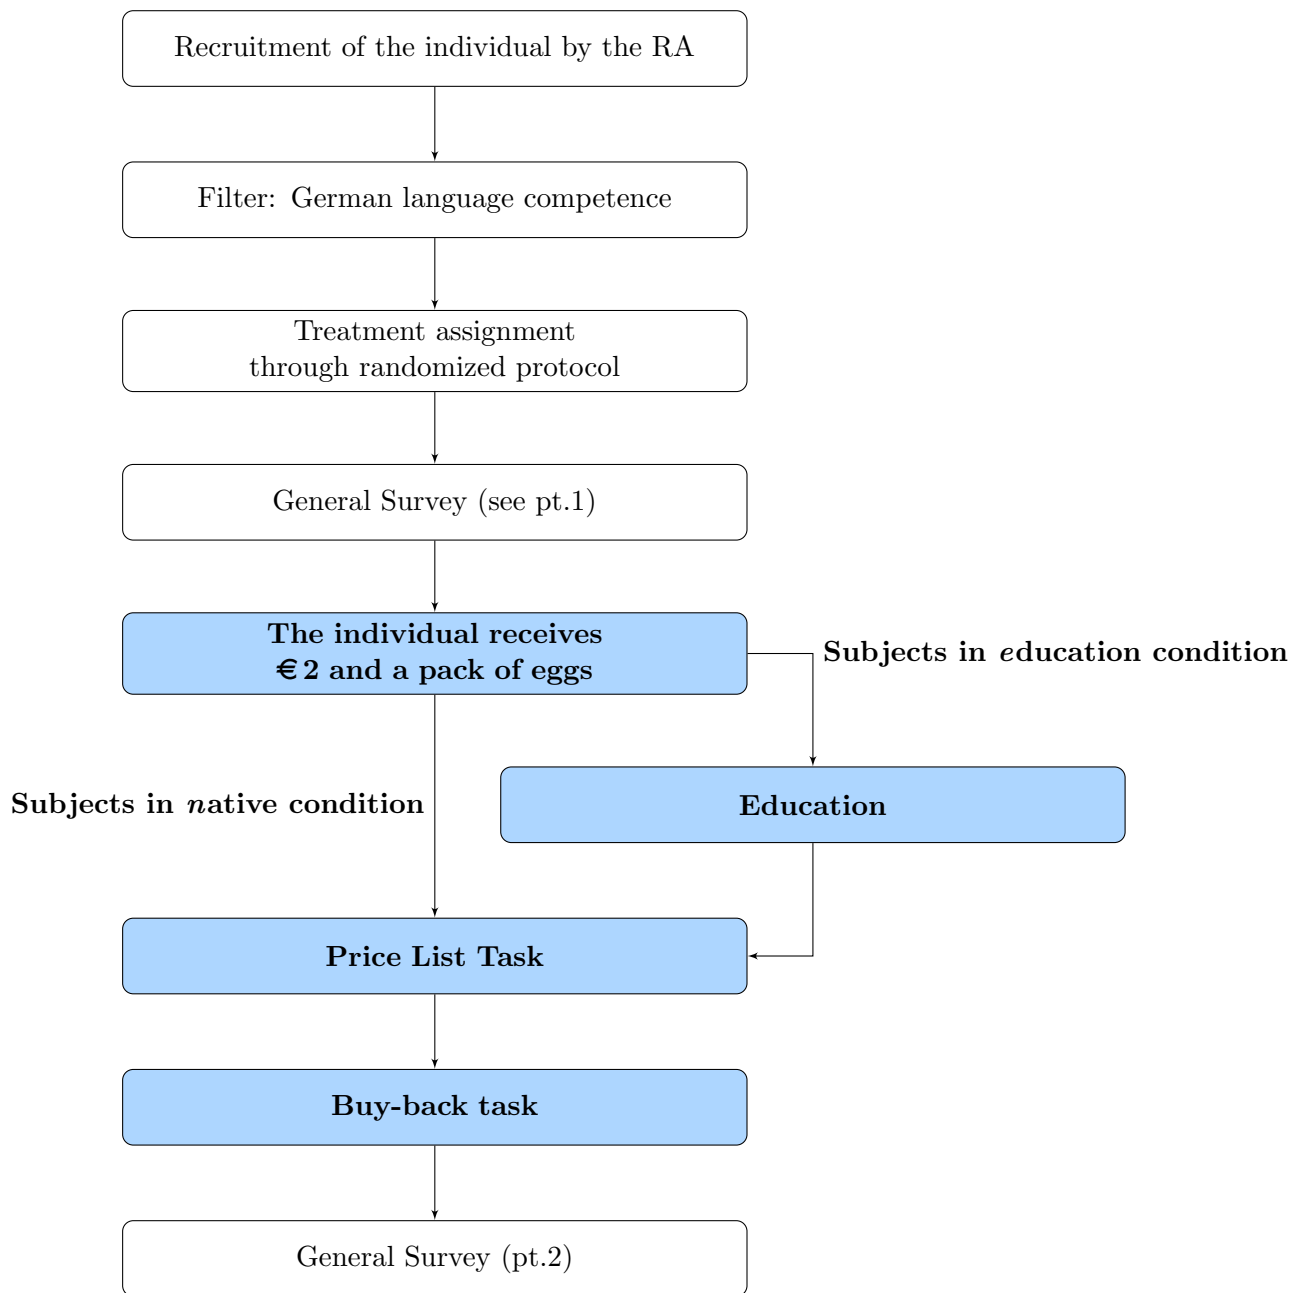 Recruitment of the individual by the RA
Filter: German language competence
Treatment assignment
through randomized protocol
General Survey (see pt.1)
The individual receives
€2 and a pack of eggs
Subjects in education condition
Subjects in native condition
Education
Price List Task
Buy-back task
General Survey (pt.2)